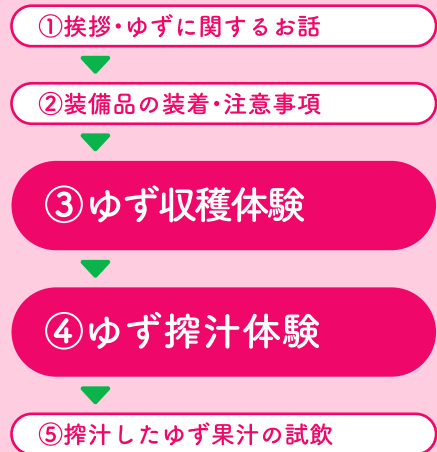 ①挨拶・ゆずに関するお話
②装備品の装着・注意事項
③ゆず収穫体験
④ゆず搾汁体験
⑤搾汁したゆず果汁の試飲